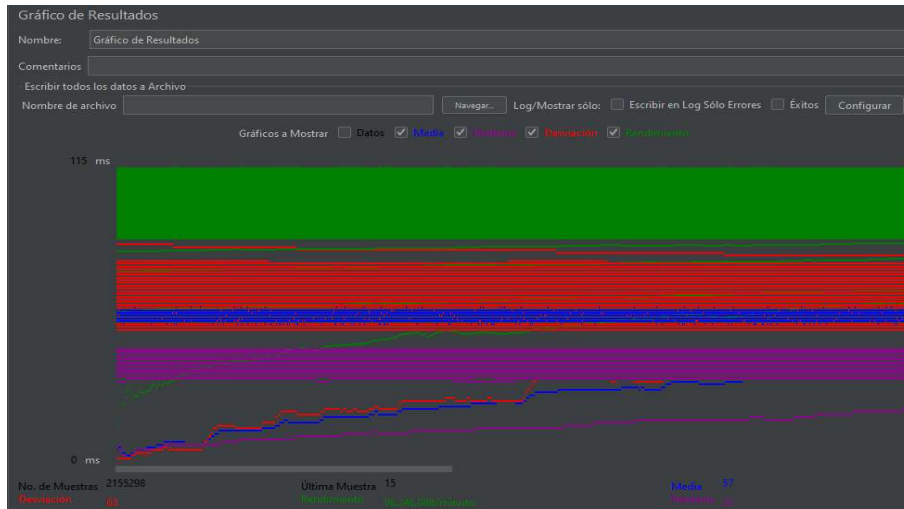 Gráfico de Resultados
Nombre: Gráfico de Resultados
Comentarios
Escribir todos los datos a Archivo
Nombre de archivo Navegar... Log/Mostrar sólo: Escribir en Log Sólo Errores Éxitos Configurar
Gráficos a Mostrar Datos Media Mediana Desviación Rendimiento
115 ms
0 ms
No. de Muestras 2155298 Última Muestra 15 Media 57
Desviación 63 Rendimiento